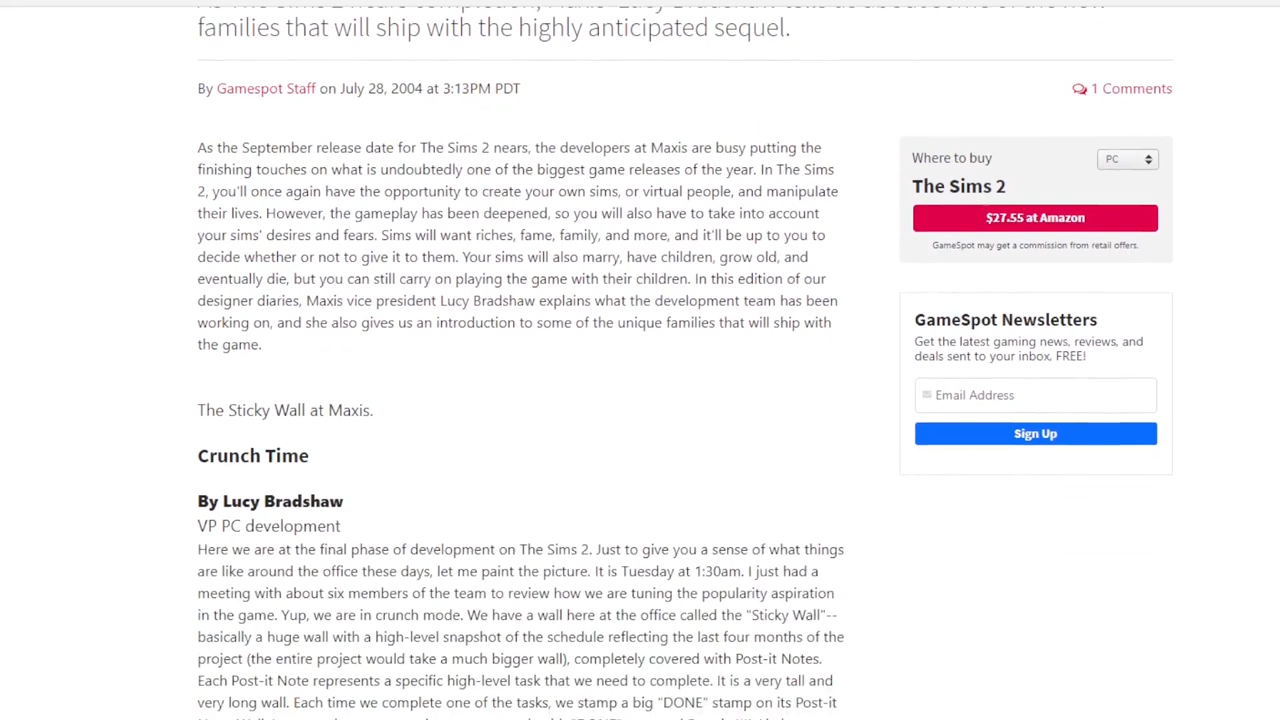 families that will ship with the highly anticipated sequel.
By Gamespot Staff on July 28, 2004 at 3:13PM PDT
1 Comments
As the September release date for The Sims 2 nears, the developers at Maxis are busy putting the
finishing touches on what is undoubtedly one of the biggest game releases of the year. In The Sims
2, you'll once again have the opportunity to create your own sims, or virtual people, and manipulate
their lives. However, the gameplay has been deepened, so you will also have to take into account
your sims' desires and fears. Sims will want riches, fame, family, and more, and it'll be up to you to
decide whether or not to give it to them. Your sims will also marry, have children, grow old, and
eventually die, but you can still carry on playing the game with their children. In this edition of our
designer diaries, Maxis vice president Lucy Bradshaw explains what the development team has been
working on, and she also gives us an introduction to some of the unique families that will ship with
the game.
The Sticky Wall at Maxis.
Crunch Time
By Lucy Bradshaw
VP PC development
Here we are at the final phase of development on The Sims 2. Just to give you a sense of what things
are like around the office these days, let me paint the picture. It is Tuesday at 1:30am. I just had a
meeting with about six members of the team to review how we are tuning the popularity aspiration
in the game. Yup, we are in crunch mode. We have a wall here at the office called the "Sticky Wall"--
basically a huge wall with a high-level snapshot of the schedule reflecting the last four months of the
project (the entire project would take a much bigger wall), completely covered with Post-it Notes.
Each Post-it Note represents a specific high-level task that we need to complete. It is a very tall and
very long wall. Each time we complete one of the tasks, we stamp a big "DONE" stamp on its Post-it
Where to buy
PC
The Sims 2
$27.55 at Amazon
GameSpot may get a commission from retail offers.
GameSpot Newsletters
Get the latest gaming news, reviews, and
deals sent to your inbox, FREE!
Email Address
Sign Up